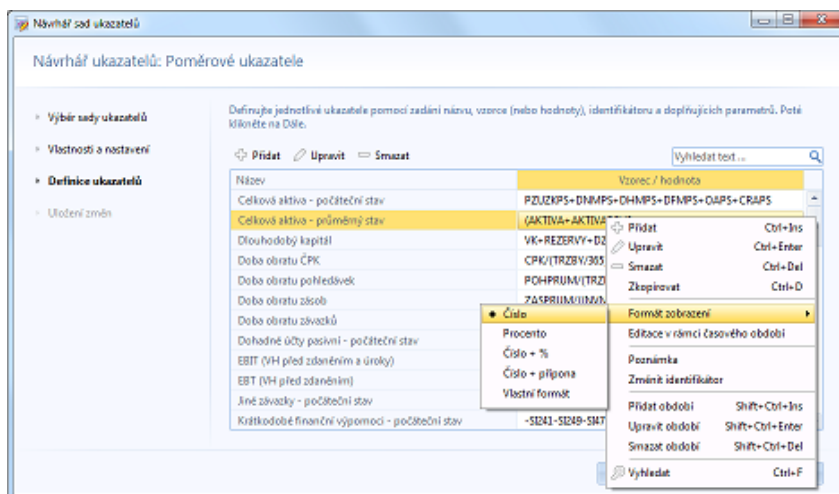 Návrhář sad ukazatelů
Návrhář ukazatelů: Poměrové ukazatele
Výběr sady ukazatelů
Vlastnosti a nastavení
Definice ukazatelů
Uložení změn
Definujte jednotlivé ukazatele pomocí zadání názvu, vzorce (nebo hodnoty), identifikátoru a doplňujících parametrů. Poté
klikněte na Dále.
Přidat Upravit Smazat Vyhledat text ...
Název Vzorec / hodnota
Celková aktiva - počáteční stav PZUZKPS+DNMPS+DHMPS+DFMPS+OAPS+CRAPS
Celková aktiva - průměrný stav
Dlouhodobý kapitál
Doba obratu ČPK CPK/(TRZBY/365
Doba obratu pohledávek
Doba obratu zásob
Doba obratu závazků
Dohadné účty pasivní - počáteční stav
EBIT (VH před zdaněním a úroky)
EBT (VH před zdaněním)
Jiné závazky - počáteční stav
Krátkodobé finanční výpomoci - počáteční stav -SI241-SI249-SI47
Přidat Ctrl+Ins
Upravit Ctrl+Enter
Smazat Ctrl+Del
Zkopírovat Ctrl+D
Formát zobrazení
Editace v rámci časového období
Poznámka
Změnit identifikátor
Přidat období Shift+Ctrl+Ins
Upravit období Shift+Ctrl+Enter
Smazat období Shift+Ctrl+Del
Vyhledat Ctrl+F
Číslo
Procento
Číslo + %
Číslo + přípona
Vlastní formát